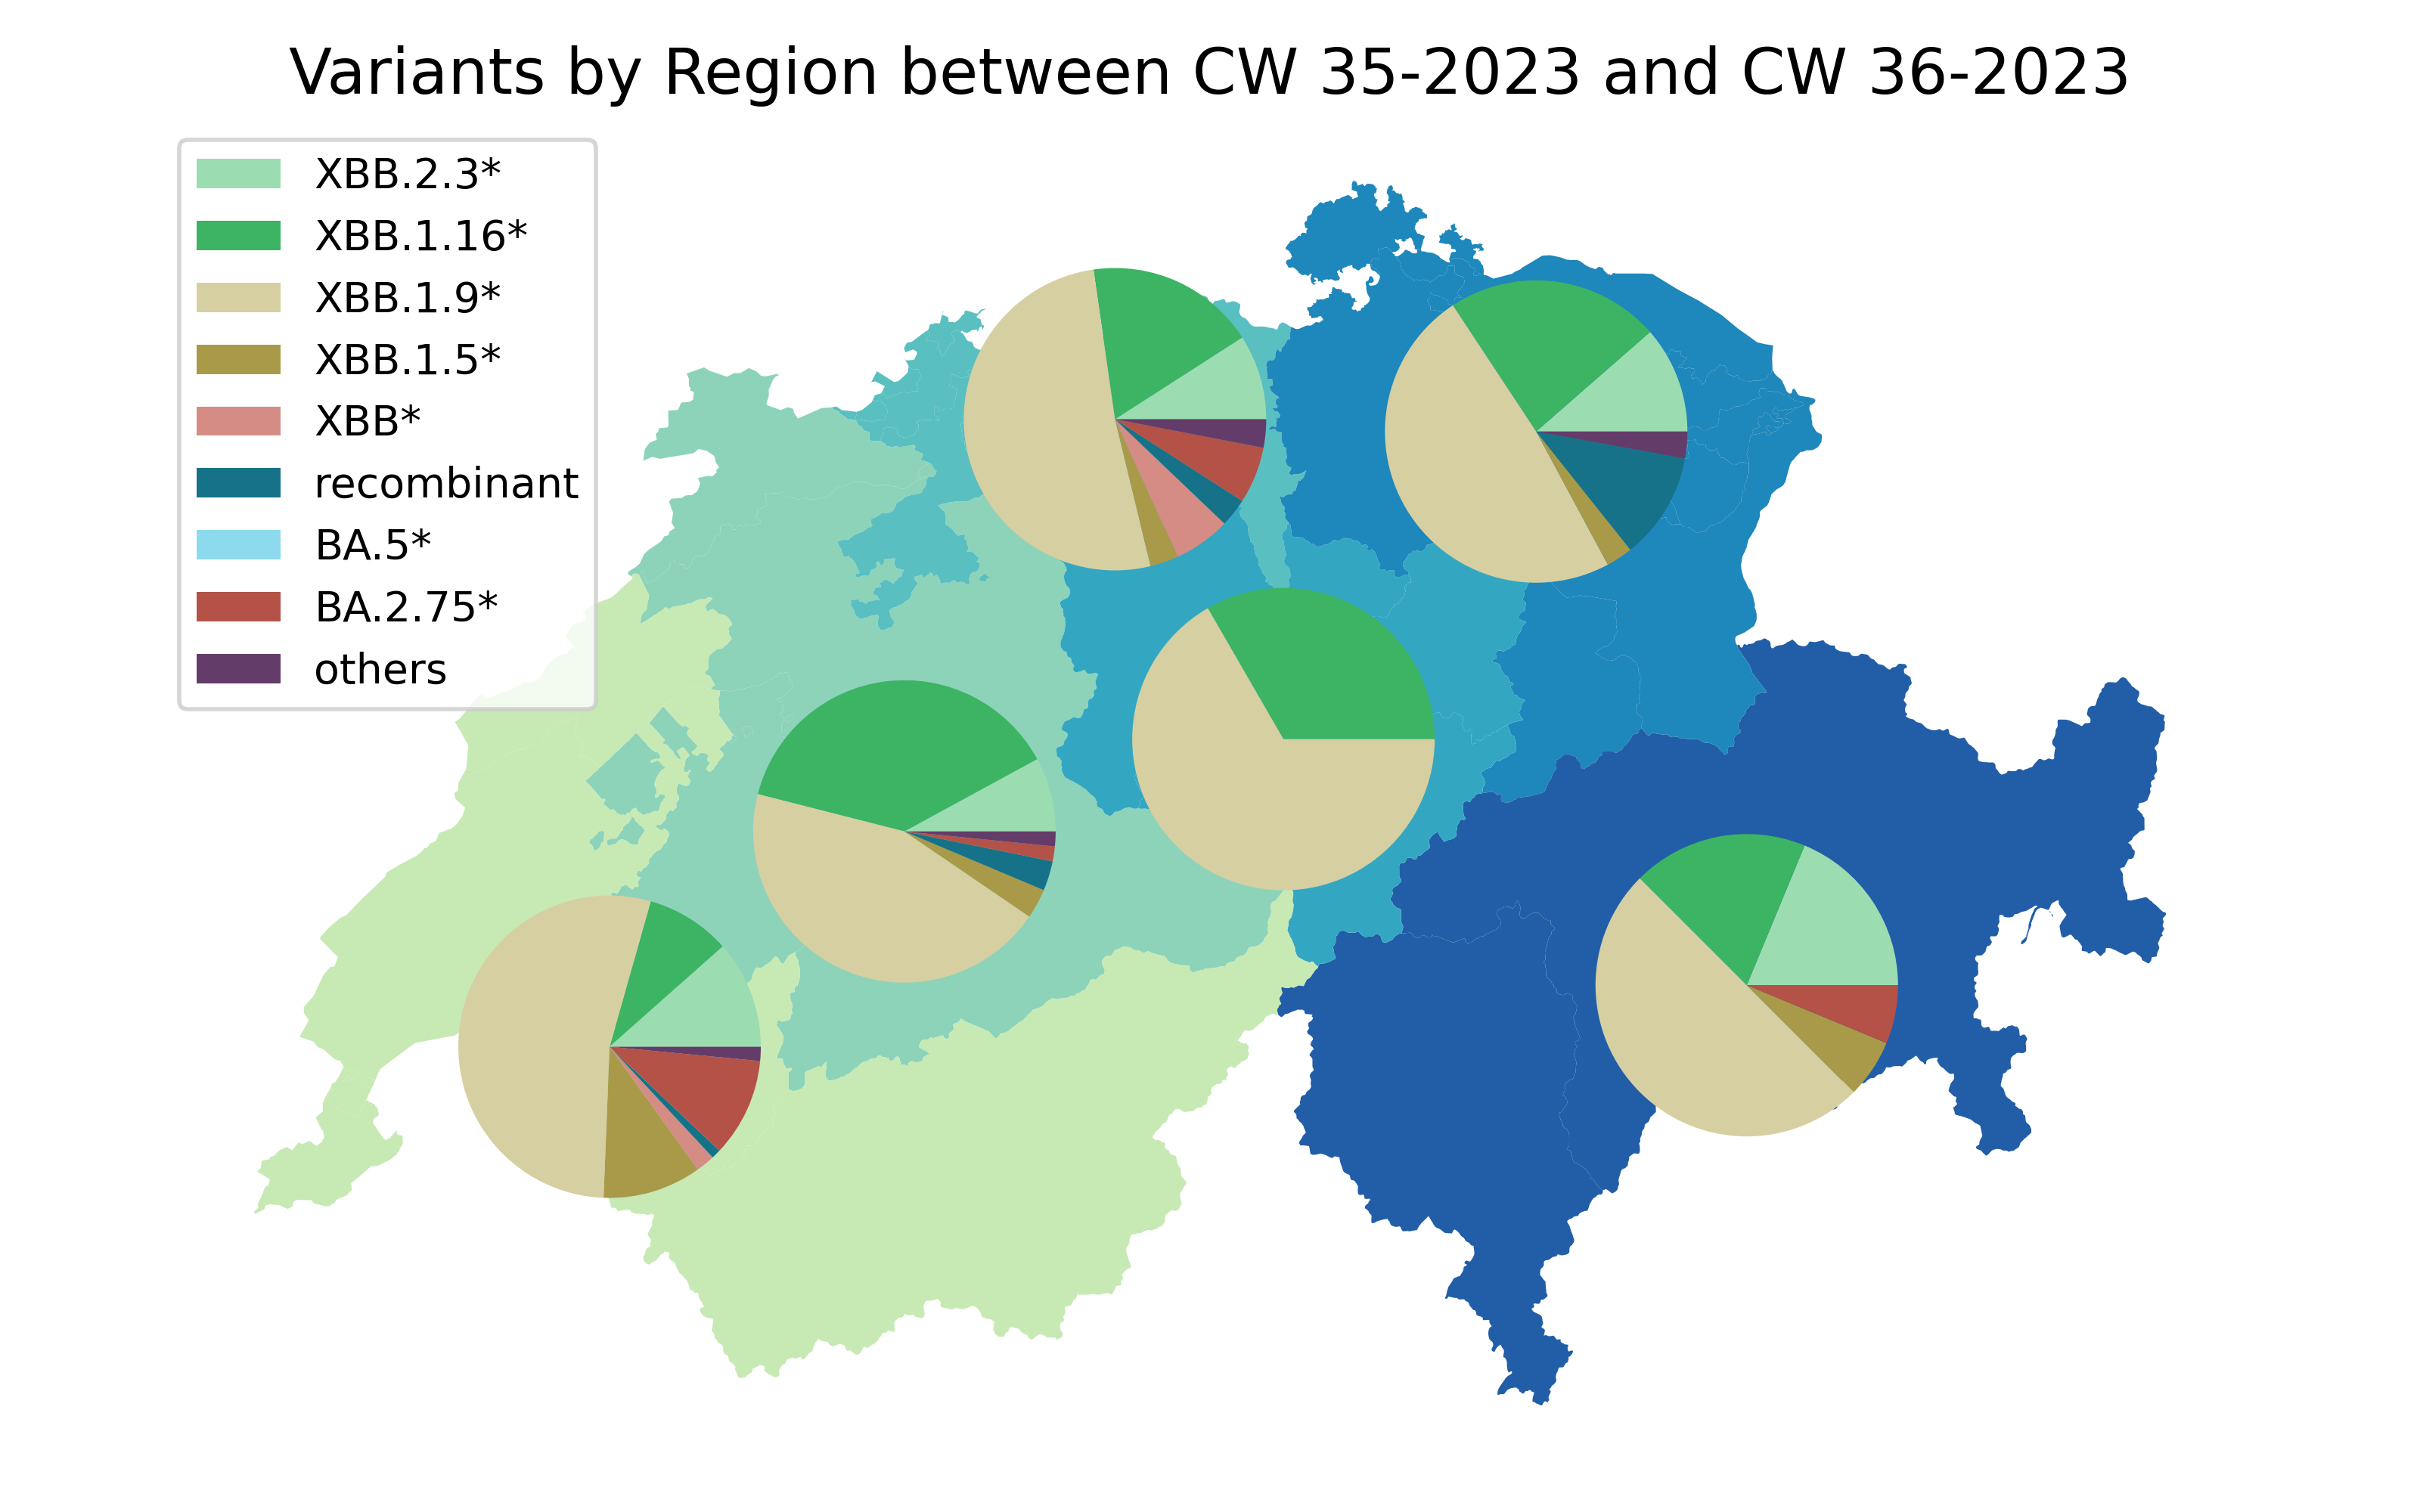 Variants by Region between CW 35-2023 and CW 36-2023
XBB.2.3*
XBB.1.16*
XBB.1.9*
XBB.1.5*
XBB*
recombinant
BA.5*
BA.2.75*
others